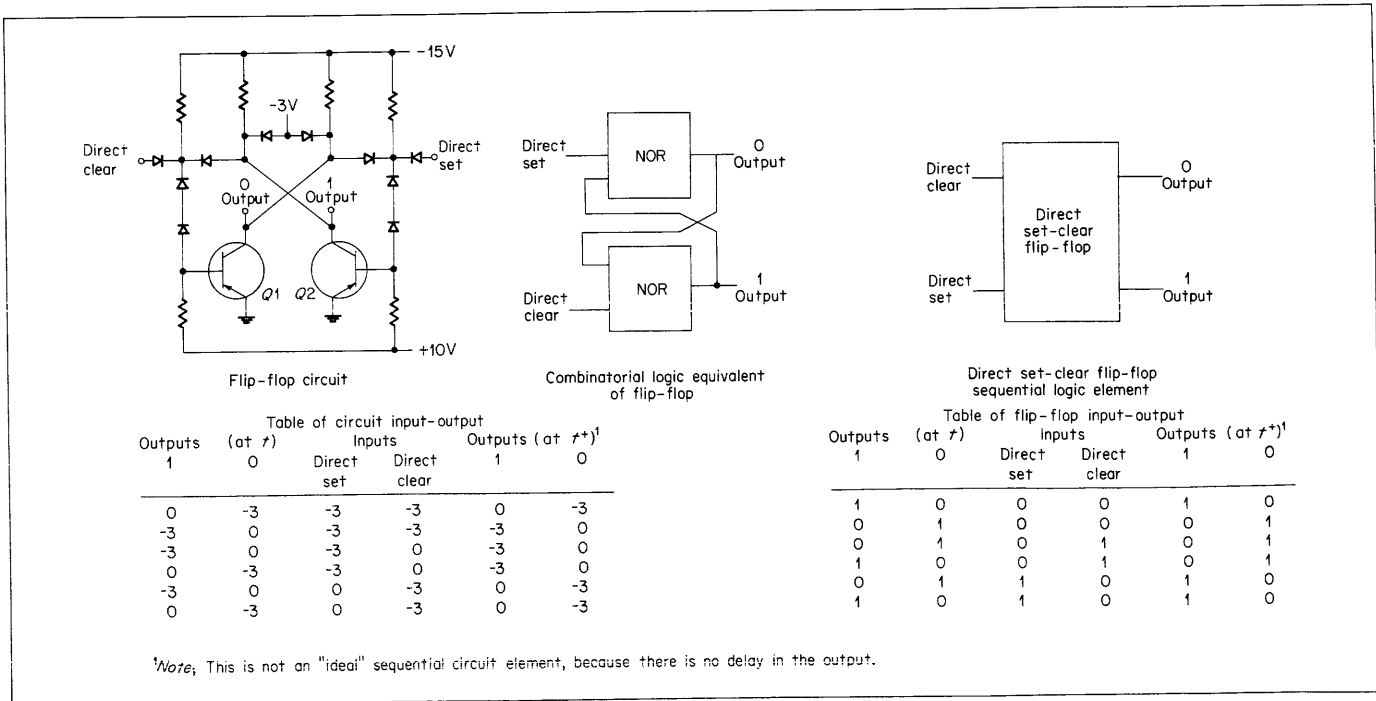 -15V
-3V
Direct
clear
Direct
set
0
Output
1
Output
Q1
Q2
+10V
Flip-flop circuit
Direct
set
NOR
0
Output
NOR
1
Output
Direct
clear
Combinatorial logic equivalent
of flip-flop
Direct
clear
Direct
set
Direct
set-clear
flip-flop
0
Output
1
Output
Direct set-clear flip-flop
sequential logic element
Table of circuit input-output
Outputs (at t) Inputs Outputs (at t+)¹
1 0 Direct Direct 1 0
set clear
0 -3 -3 -3 0 -3
-3 0 -3 -3 -3 0
-3 0 -3 0 -3 0
0 -3 -3 0 -3 0
-3 0 0 -3 0 -3
0 -3 0 -3 0 -3
Table of flip-flop input-output
Outputs (at t) Inputs Outputs (at t+)¹
1 0 Direct Direct 1 0
set clear
1 0 0 0 1 0
0 1 0 0 0 1
0 1 0 1 0 1
1 0 0 1 0 1
0 1 1 0 1 0
1 0 1 0 1 0
¹Note; This is not an "ideal" sequential circuit element, because there is no delay in the output.